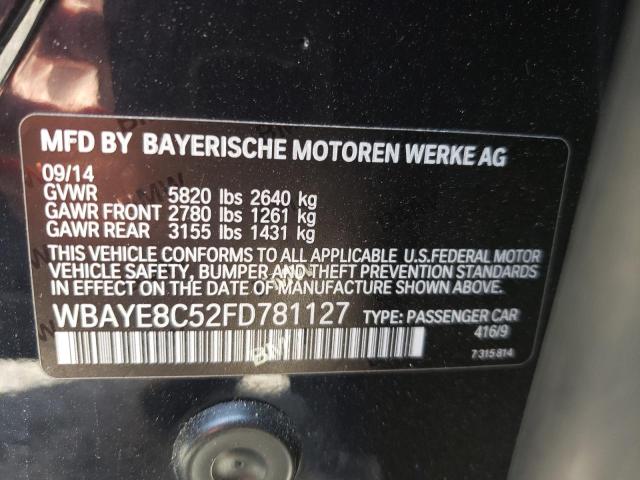 MFD BY BAYERISCHE MOTOREN WERKE AG
09/14
GVWR 5820 lbs 2640 kg
GAWR FRONT 2780 lbs 1261 kg
GAWR REAR 3155 lbs 1431 kg
THIS VEHICLE CONFORMS TO ALL APPLICABLE U.S.FEDERAL MOTOR
VEHICLE SAFETY, BUMPER AND THEFT PREVENTION STANDARDS
IN EFFECT ON THE DATE OF MANUFACTURE SHOWN ABOVE.
WBAYE8C52FD781127 TYPE: PASSENGER CAR
416/9
7315814